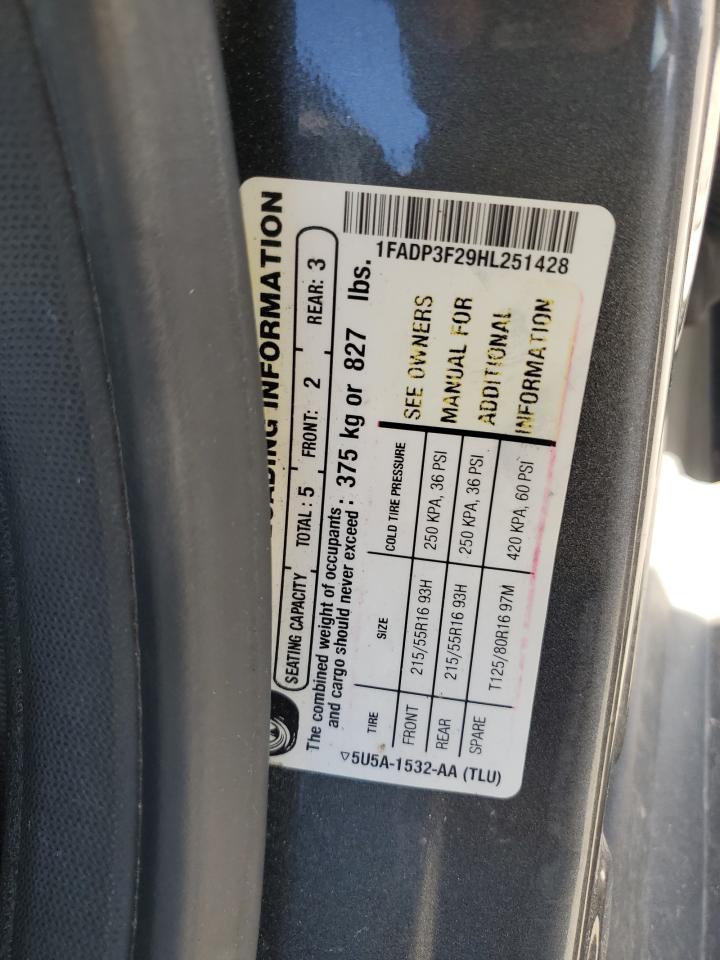 LOADING INFORMATION
SEATING CAPACITY TOTAL : 5 FRONT: 2 REAR: 3
The combined weight of occupants
and cargo should never exceed : 375 kg or 827 lbs.
TIRE SIZE COLD TIRE PRESSURE
FRONT 215/55R16 93H 250 KPA, 36 PSI
REAR 215/55R16 93H 250 KPA, 36 PSI
SPARE T125/80R16 97M 420 KPA, 60 PSI
SEE OWNERS
MANUAL FOR
ADDITIONAL
INFORMATION
5U5A-1532-AA (TLU)
1FADP3F29HL251428